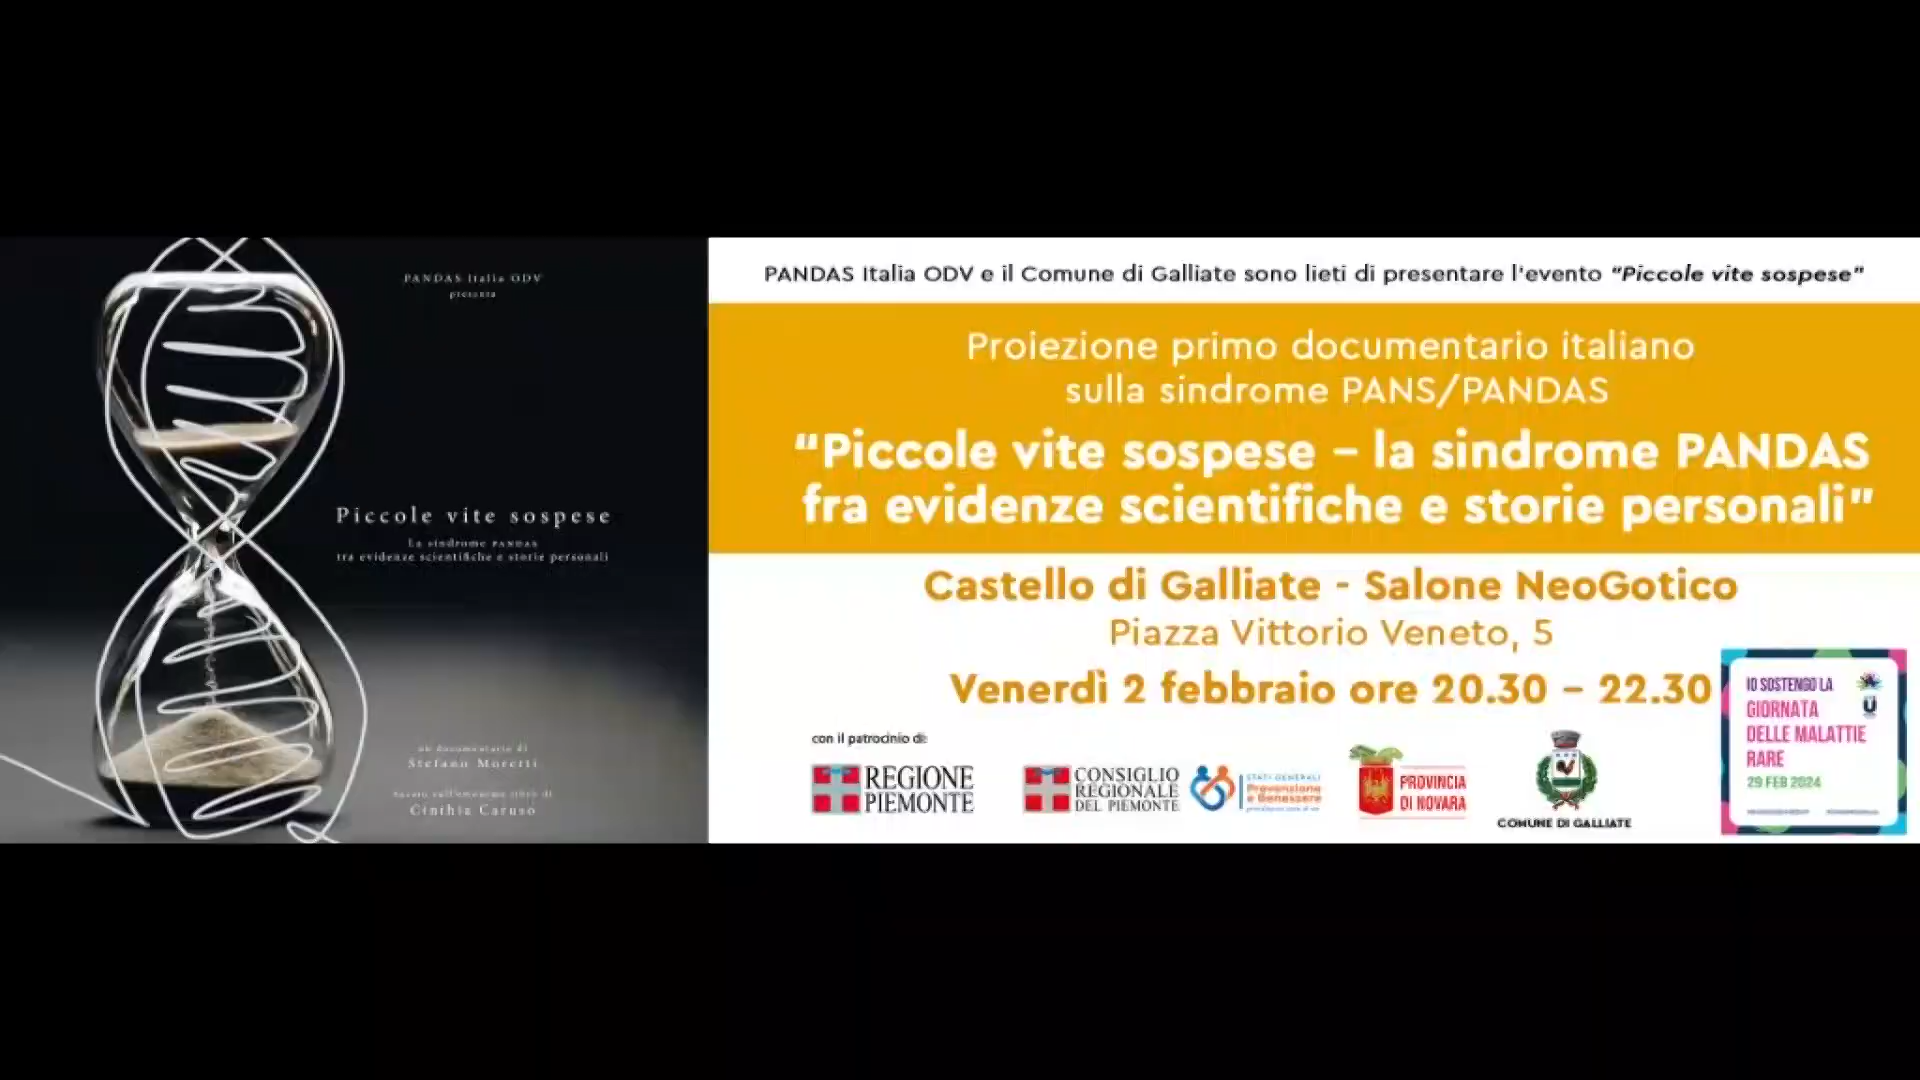 PANDAS Italia ODV
presenta
Piccole vite sospese
La sindrome PANDAS
tra evidenze scientifiche e storie personali
un documentario di
Stefano Moretti
Cinthia Caruso
PANDAS Italia ODV e il Comune di Galliate sono lieti di presentare l'evento "Piccole vite sospese"
Proiezione primo documentario italiano
sulla sindrome PANS/PANDAS
"Piccole vite sospese – la sindrome PANDAS
fra evidenze scientifiche e storie personali"
Castello di Galliate - Salone NeoGotico
Piazza Vittorio Veneto, 5
Venerdì 2 febbraio ore 20.30 – 22.30
con il patrocinio di:
REGIONE
PIEMONTE
CONSIGLIO
REGIONALE
DEL PIEMONTE
STATI GENERALI
Prevenzione
e Benessere
PROVINCIA
DI NOVARA
COMUNE DI GALLIATE
IO SOSTENGO LA
GIORNATA
DELLE MALATTIE
RARE
29 FEB 2024